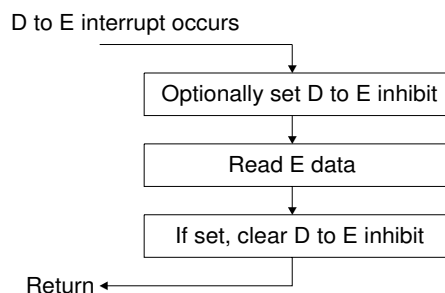 D to E interrupt occurs
Optionally set D to E inhibit
Read E data
If set, clear D to E inhibit
Return